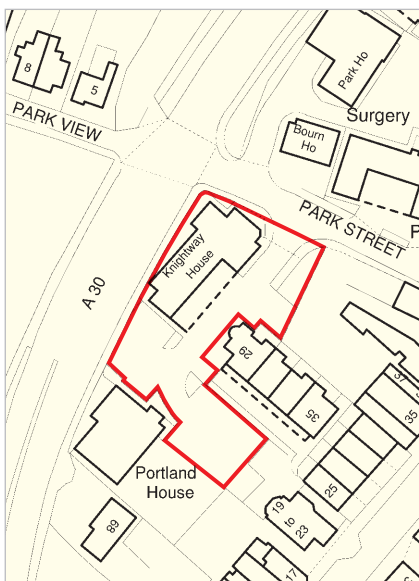 8
5
PARK VIEW
Park Ho
Surgery
Bourn
Ho
PARK STREET
P
Knightway
House
A 30
29
35
37
35
25
Portland
House
19
to
23
89
17